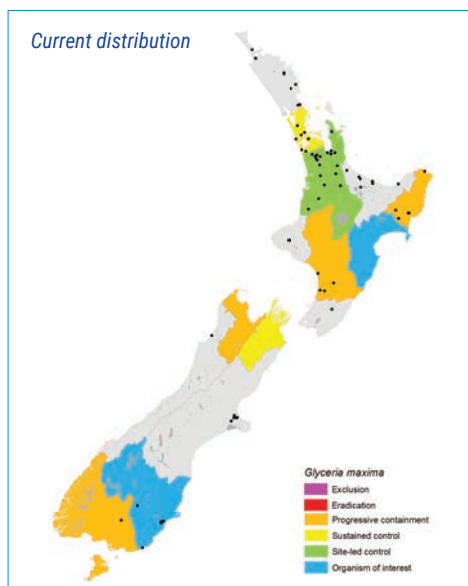 Current distribution
Glyceria maxima
Exclusion
Eradication
Progressive containment
Sustained control
Site-led control
Organism of interest